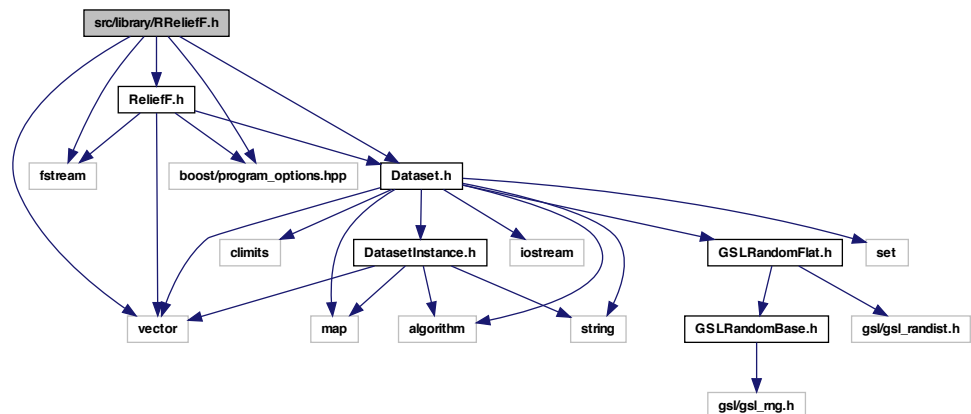 src/library/RReliefF.h
ReliefF.h
fstream
boost/program_options.hpp
Dataset.h
climits
DatasetInstance.h
iostream
GSLRandomFlat.h
set
vector
map
algorithm
string
GSLRandomBase.h
gsl/gsl_randist.h
gsl/gsl_rng.h